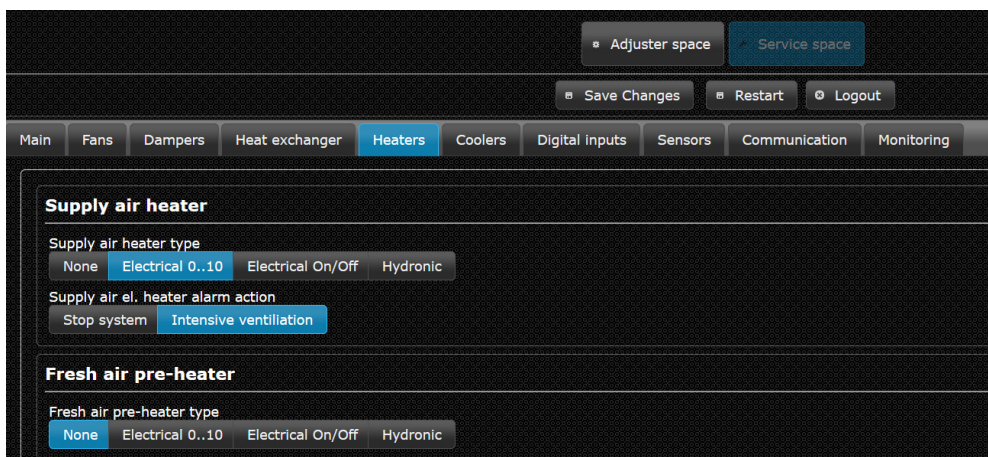 Adjuster space Service space
Save Changes Restart Logout
Main Fans Dampers Heat exchanger Heaters Coolers Digital inputs Sensors Communication Monitoring
Supply air heater
Supply air heater type
None Electrical 0..10 Electrical On/Off Hydronic
Supply air el. heater alarm action
Stop system Intensive ventiliation
Fresh air pre-heater
Fresh air pre-heater type
None Electrical 0..10 Electrical On/Off Hydronic